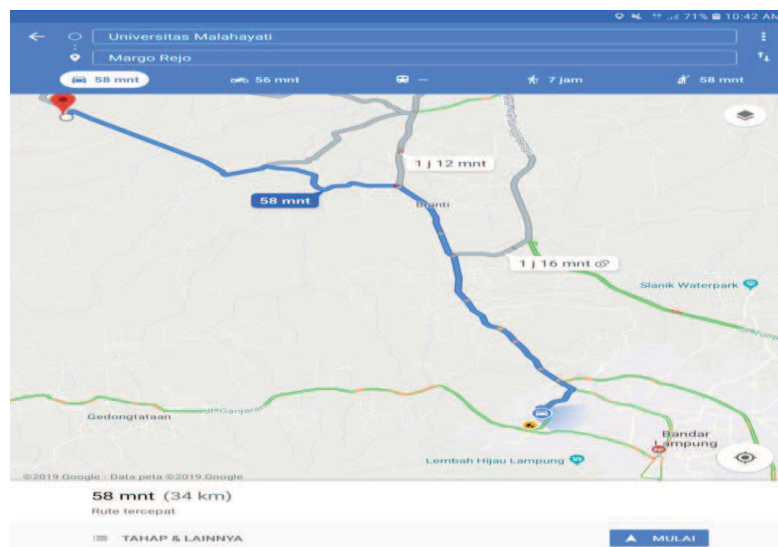 71% 10:42 AM
Universitas Malahayati
Margo Rejo
58 mnt 56 mnt — 7 jam 58 mnt
1 j 12 mnt
58 mnt
Branti
1 j 16 mnt
Slanik Waterpark
Gedongtataan
Bandar Lampung
Lembah Hijau Lampung
©2019 Google - Data peta ©2019 Google
58 mnt (34 km)
Rute tercepat
TAHAP & LAINNYA MULAI